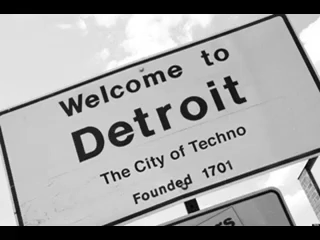 Welcome to
Detroit
The City of Techno
Founded 1701